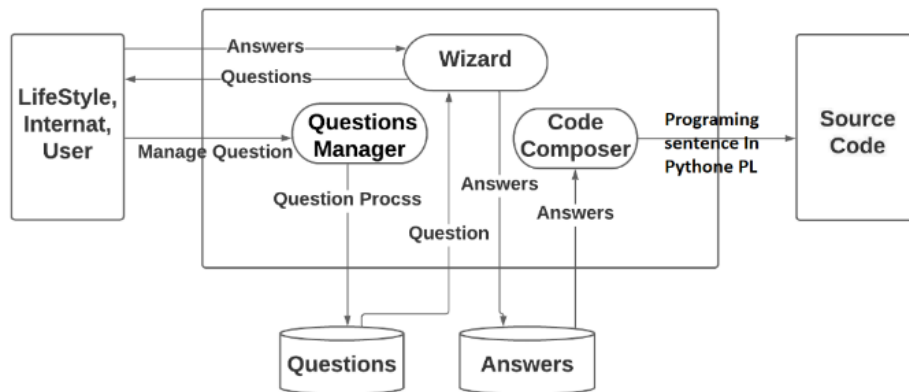 Answers
Questions
Wizard
LifeStyle,
Internat,
User
Manage Question
Questions
Manager
Code
Composer
Programing
sentence In
Pythone PL
Source
Code
Question Procss
Question
Answers
Answers
Questions
Answers